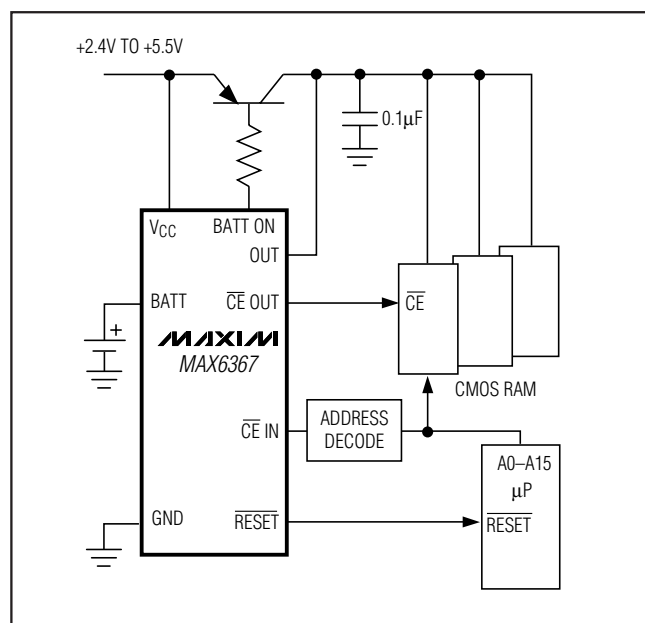 +2.4V TO +5.5V
0.1μF
VCC
BATT ON
OUT
BATT
CE OUT
CE
MAXIM
MAX6367
CMOS RAM
CE IN
ADDRESS
DECODE
A0–A15
μP
GND
RESET
RESET